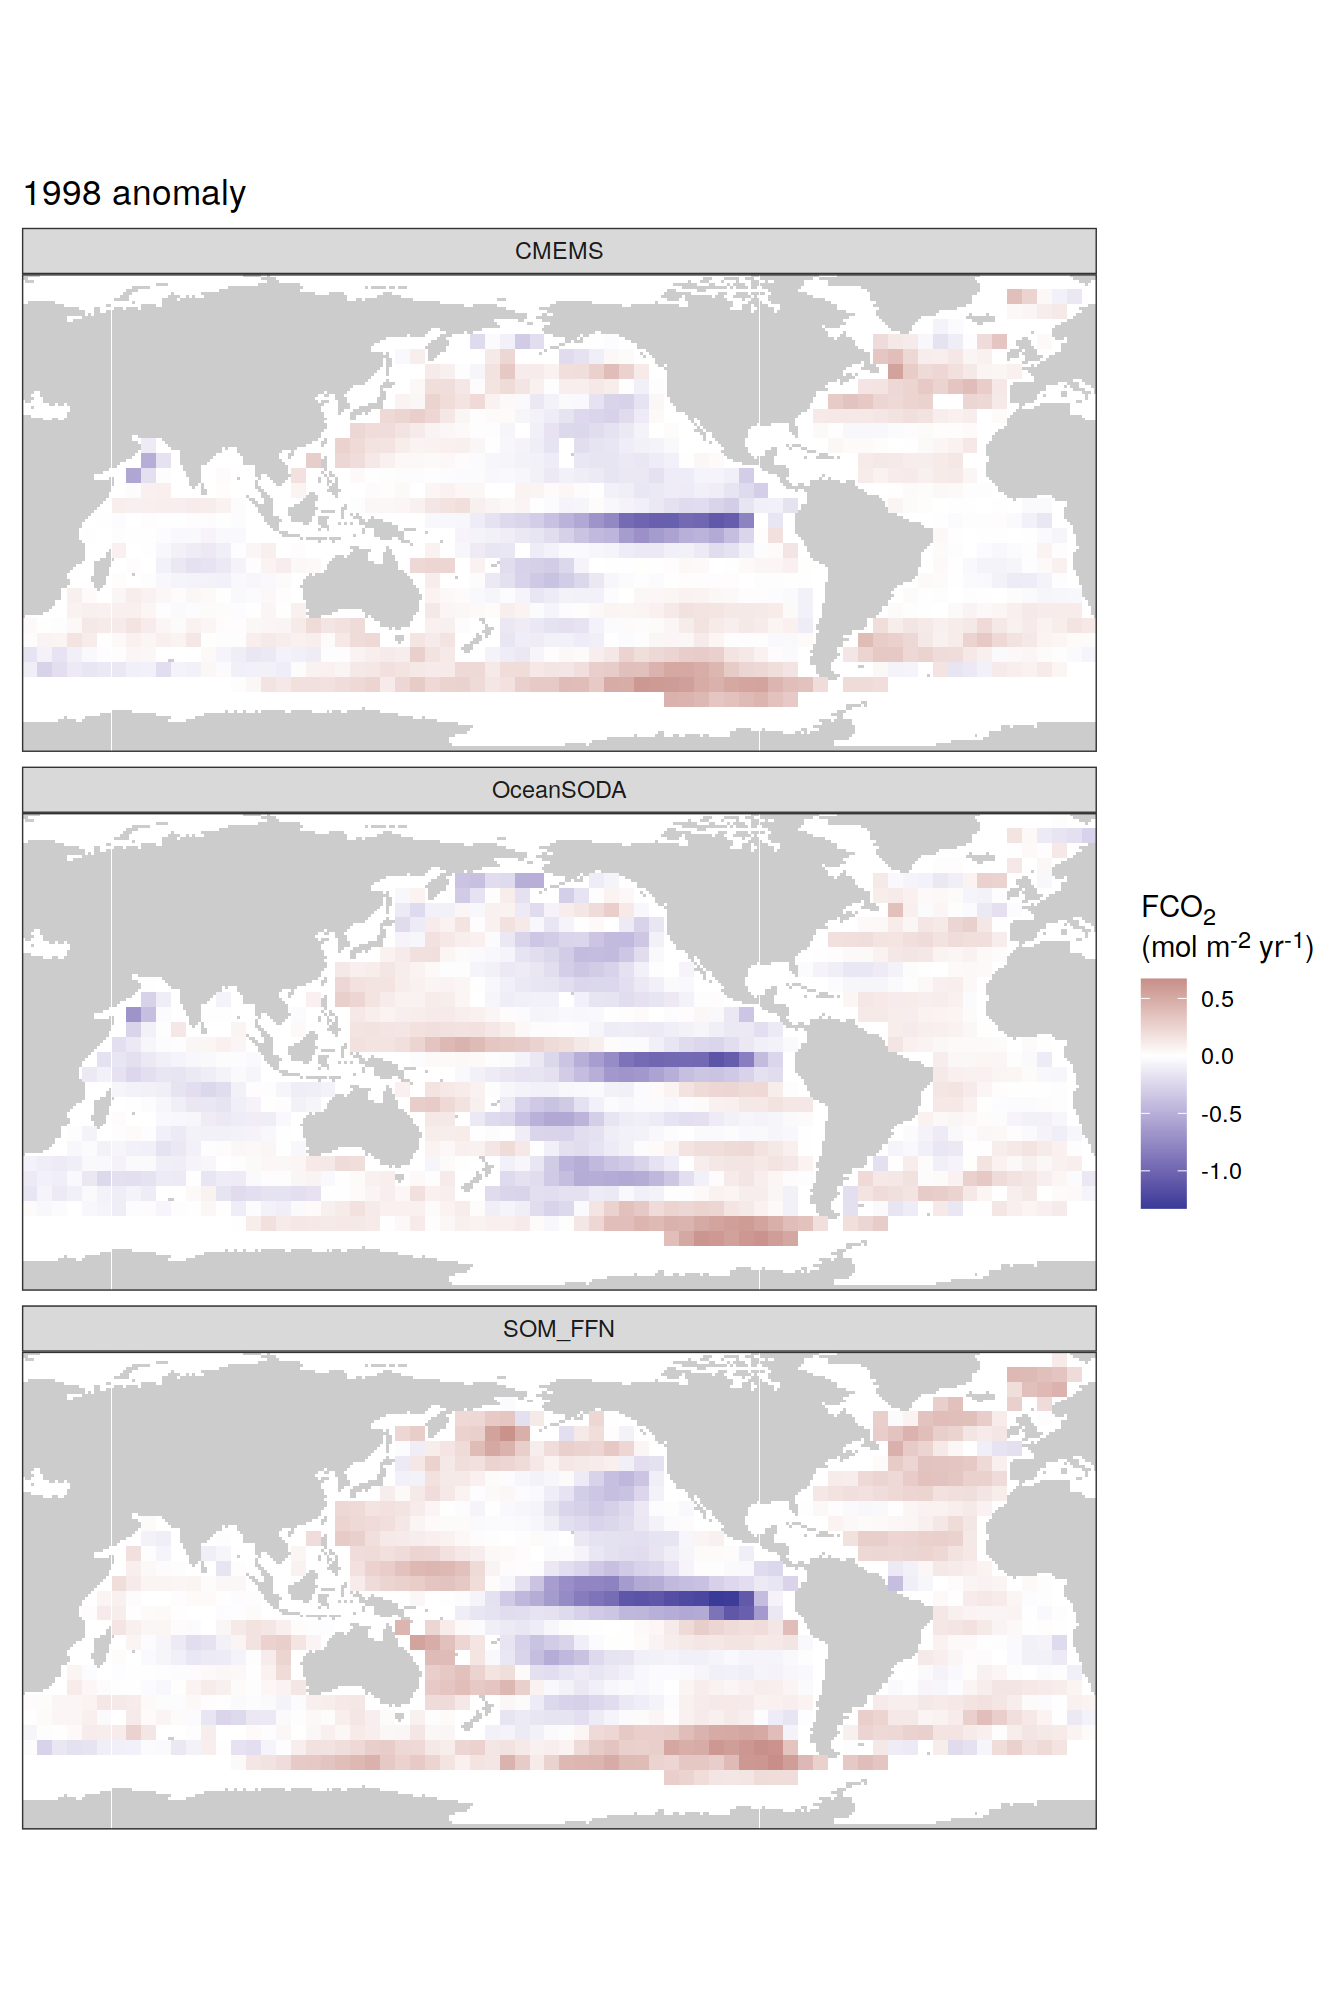 1998 anomaly
CMEMS
OceanSODA
FCO₂
(mol m⁻² yr⁻¹)
0.5
0.0
-0.5
-1.0
SOM_FFN